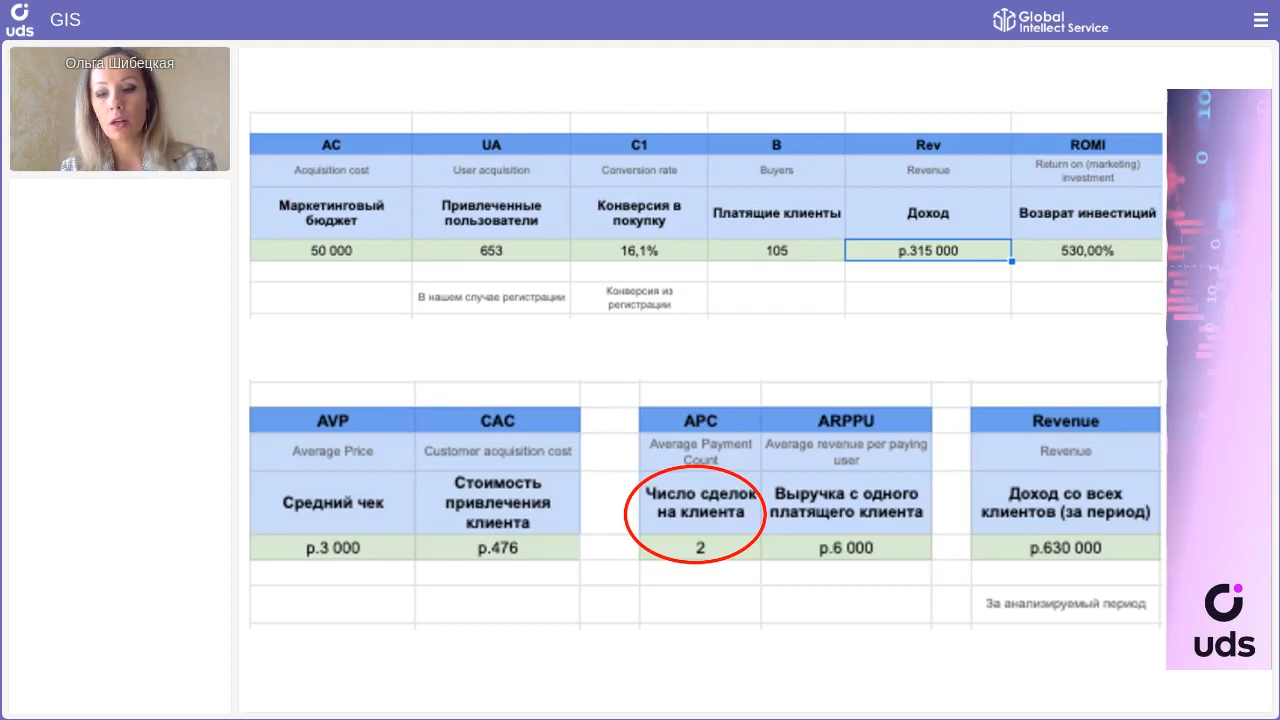 uds
GIS
Global
Intellect Service
Ольга Шибецкая
AC UA C1 B Rev ROMI
Acquisition cost User acquisition Conversion rate Buyers Revenue Return on (marketing) investment
Маркетинговый бюджет Привлеченные пользователи Конверсия в покупку Платящие клиенты Доход Возврат инвестиций
50 000 653 16,1% 105 р.315 000 530,00%
В нашем случае регистрации Конверсия из регистрации
AVP CAC APC ARPPU Revenue
Average Price Customer acquisition cost Average Payment Count Average revenue per paying user Revenue
Средний чек Стоимость привлечения клиента Число сделок на клиента Выручка с одного платящего клиента Доход со всех клиентов (за период)
р.3 000 р.476 2 р.6 000 р.630 000
За анализируемый период
uds